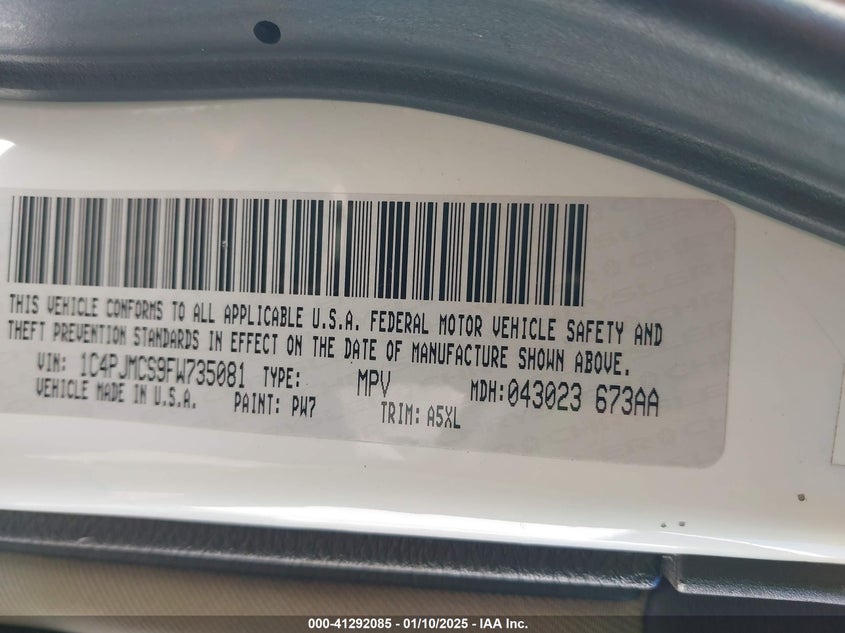 THIS VEHICLE CONFORMS TO ALL APPLICABLE U.S.A. FEDERAL MOTOR VEHICLE SAFETY AND
THEFT PREVENTION STANDARDS IN EFFECT ON THE DATE OF MANUFACTURE SHOWN ABOVE.
VIN: 1C4PJMCS9FW735081 TYPE: MPV MDH: 043023 673AA
VEHICLE MADE IN U.S.A. PAINT: PW7 TRIM: A5XL
000-41292085 - 01/10/2025 - IAA Inc.